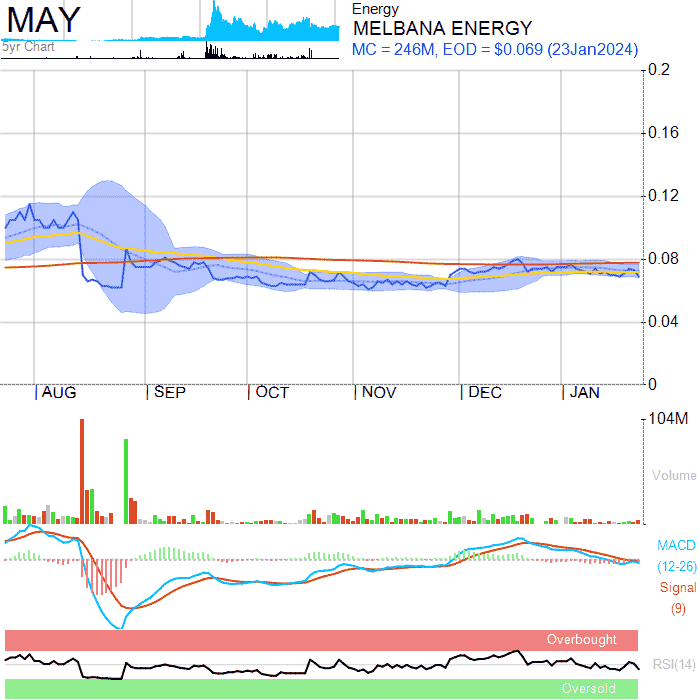 MAY
5yr Chart
Energy
MELBANA ENERGY
MC = 246M, EOD = $0.069 (23Jan2024)
0.2
0.16
0.12
0.08
0.04
0
AUG SEP OCT NOV DEC JAN
104M
Volume
MACD
(12-26)
Signal
(9)
Overbought
RSI(14)
Oversold